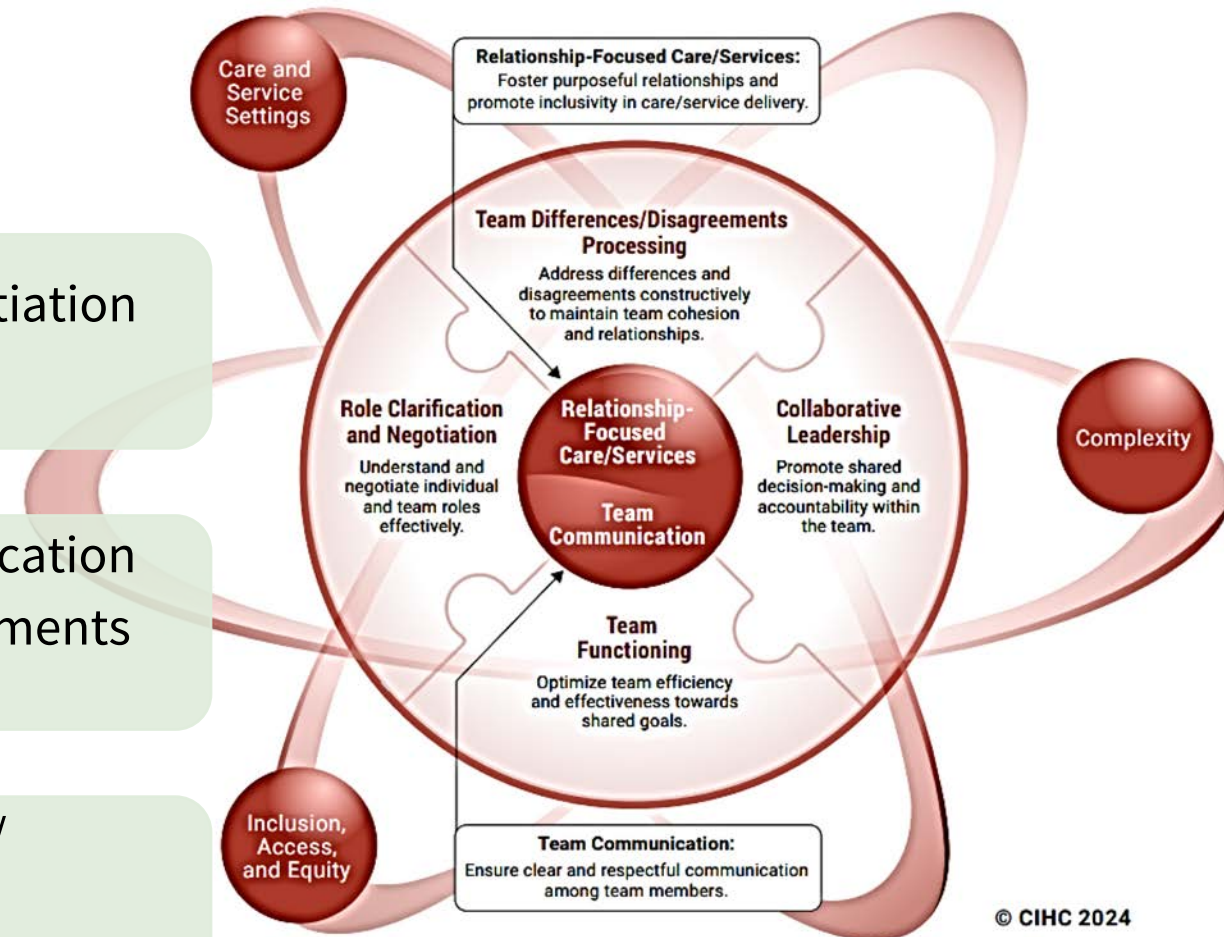 Care and
Service
Settings
Relationship-Focused Care/Services:
Foster purposeful relationships and
promote inclusivity in care/service delivery.
Team Differences/Disagreements
Processing
Address differences and
disagreements constructively
to maintain team cohesion
and relationships.
Role Clarification
and Negotiation
Understand and
negotiate individual
and team roles
effectively.
Relationship-
Focused
Care/Services
Team
Communication
Collaborative
Leadership
Promote shared
decision-making and
accountability within
the team.
Complexity
Team
Functioning
Optimize team efficiency
and effectiveness towards
shared goals.
Inclusion,
Access,
and Equity
Team Communication:
Ensure clear and respectful communication
among team members.
© CIHC 2024